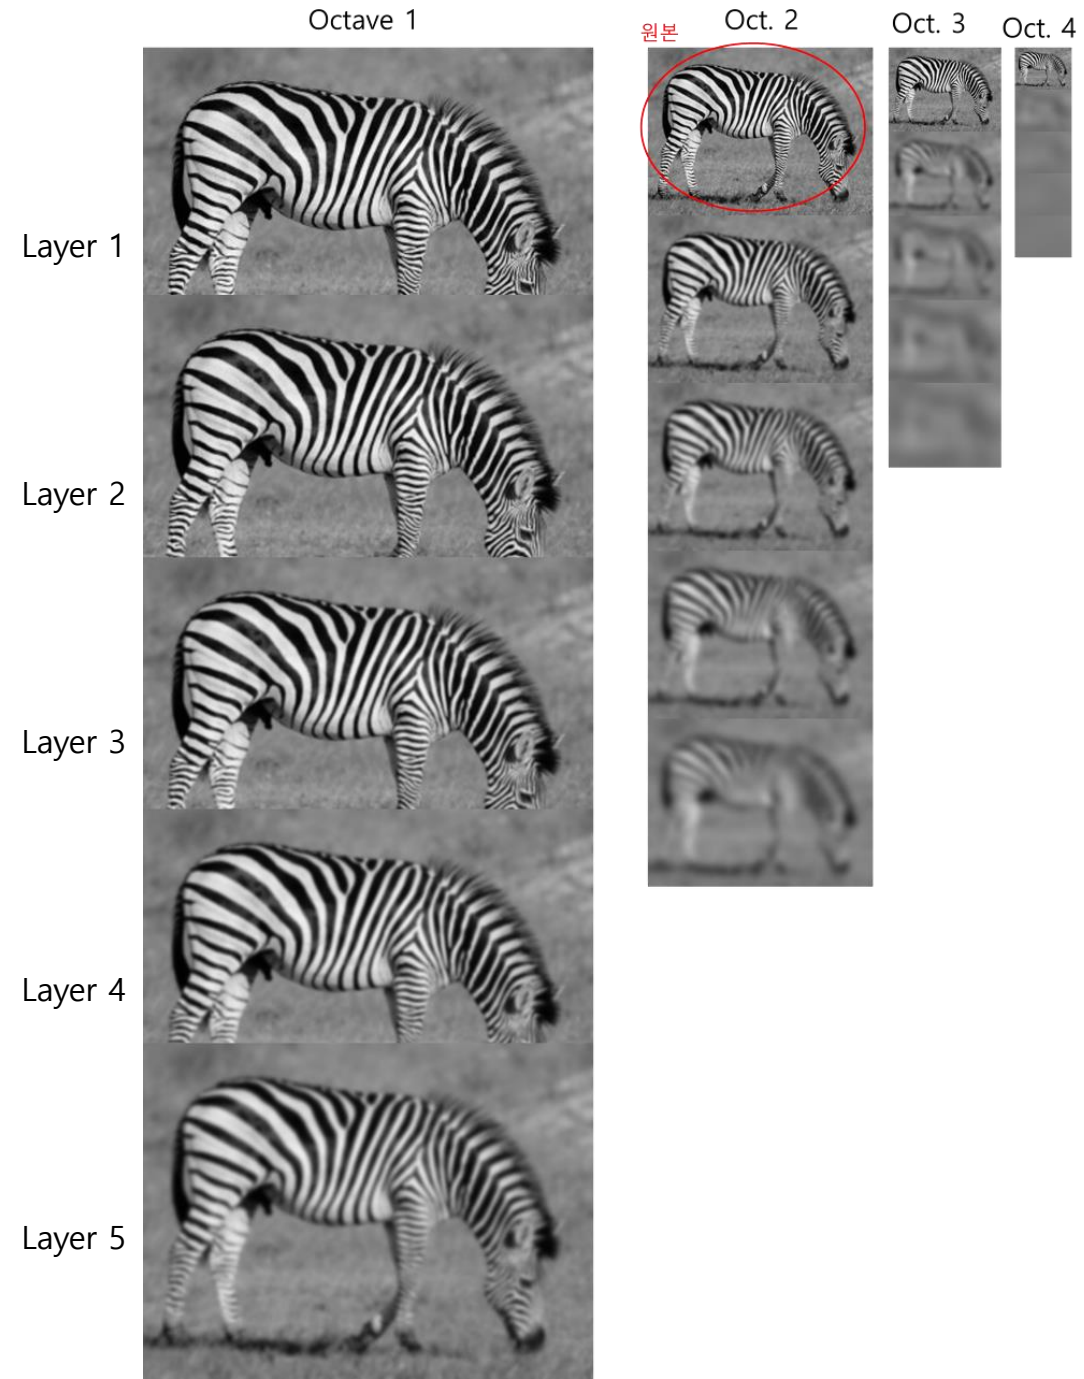 Octave 1
원본
Oct. 2
Oct. 3
Oct. 4
Layer 1
Layer 2
Layer 3
Layer 4
Layer 5